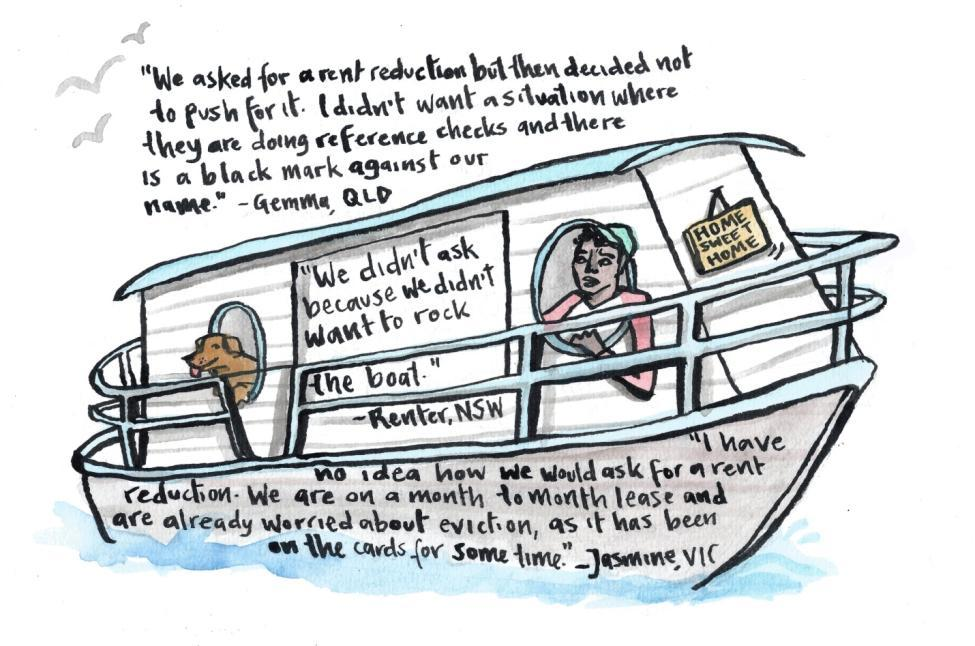 "We asked for a rent reduction but then decided not
to push for it. I didn't want a situation where
they are doing reference checks and there
is a black mark against our
name." - Gemma, QLD
HOME
SWEET
HOME
"We didn't ask
because we didn't
want to rock
the boat."
- Renter, NSW
"I have
no idea how we would ask for a rent
reduction. We are on a month to month lease and
are already worried about eviction, as it has been
on the cards for some time." - Jasmine, VIC